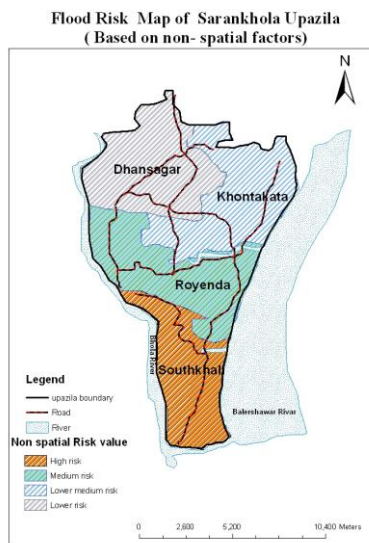 Flood Risk Map of Sarankhola Upazila
( Based on non- spatial factors)
N
Dhansagar
Khontakata
Royenda
Southkhali
Bhola River
Baleshawar Rivar
Legend
upazila boundary
Road
River
Non spatial Risk value
High risk
Medium risk
Lower medium risk
Lower risk
0 2,600 5,200 10,400 Meters